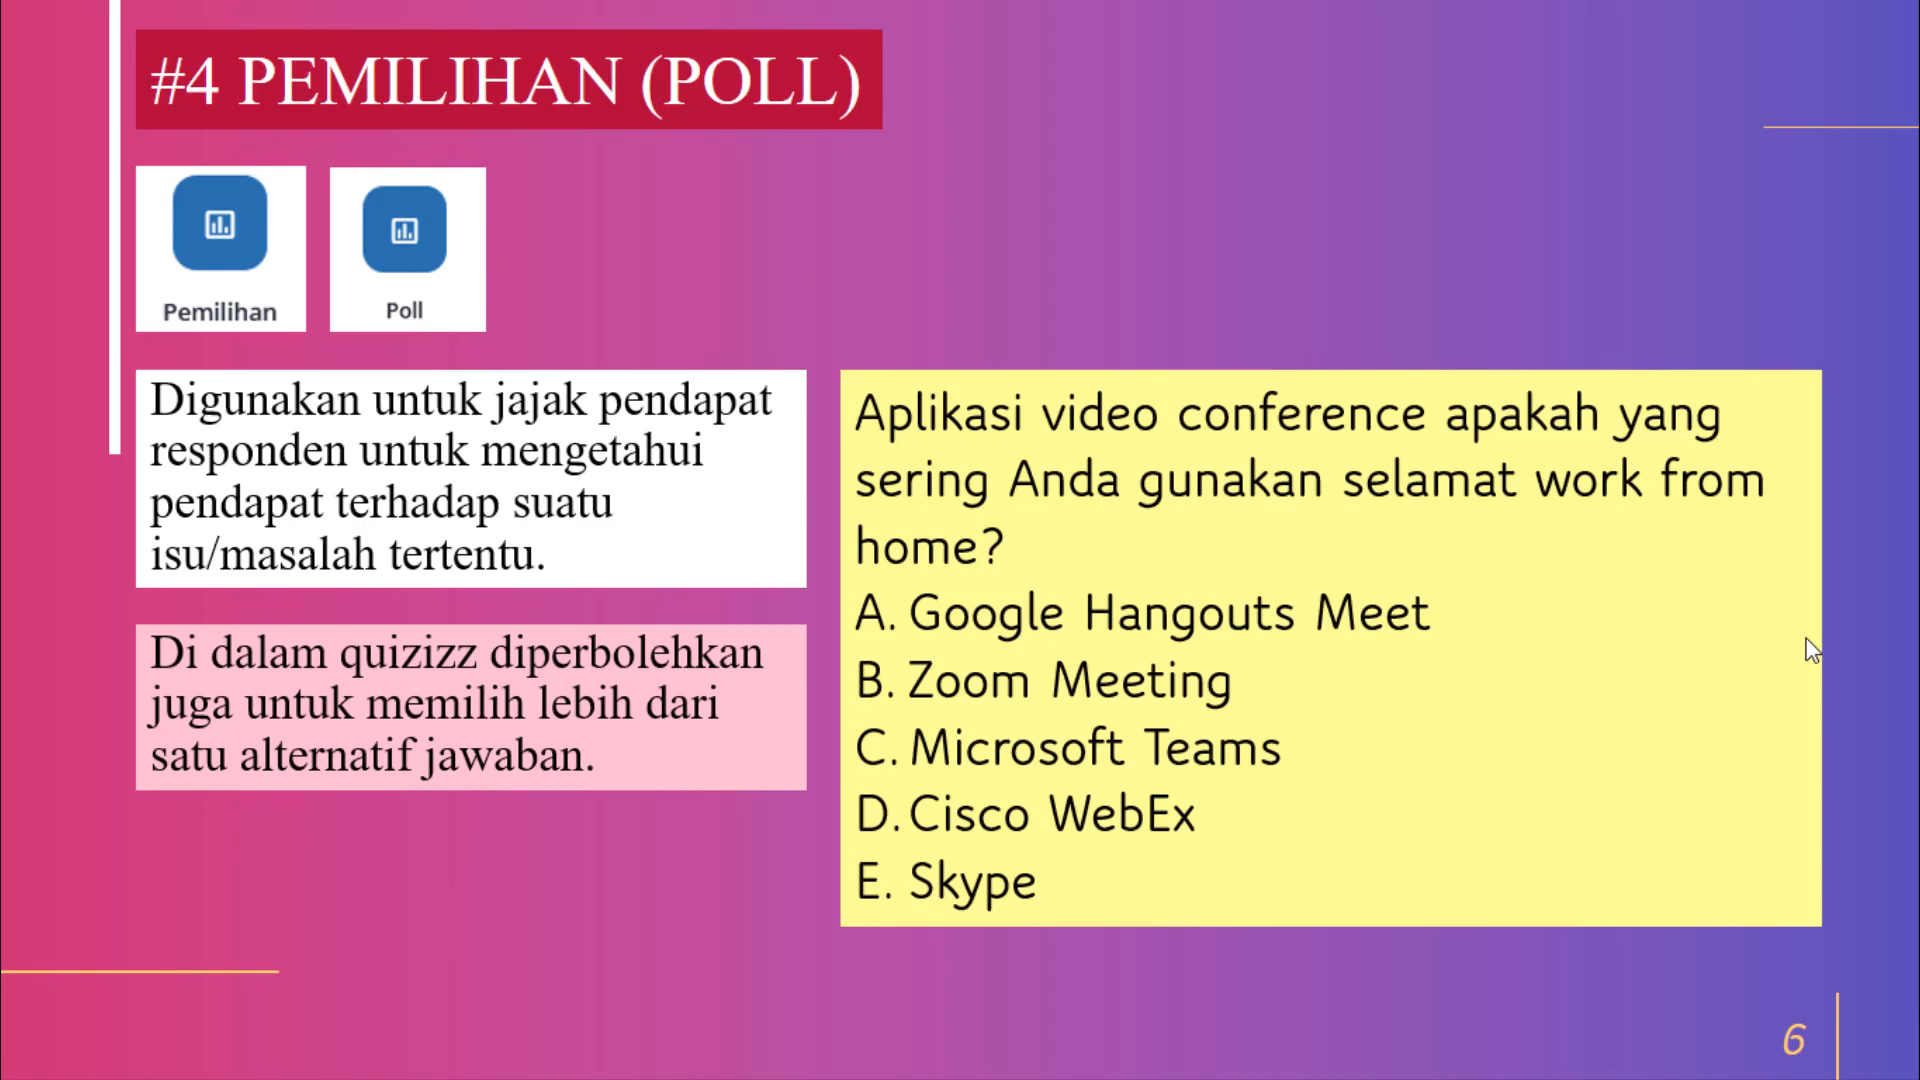 #4 PEMILIHAN (POLL)
Pemilihan
Poll
Digunakan untuk jajak pendapat
responden untuk mengetahui
pendapat terhadap suatu
isu/masalah tertentu.
Di dalam quizizz diperbolehkan
juga untuk memilih lebih dari
satu alternatif jawaban.
Aplikasi video conference apakah yang
sering Anda gunakan selamat work from
home?
A. Google Hangouts Meet
B. Zoom Meeting
C. Microsoft Teams
D. Cisco WebEx
E. Skype
6